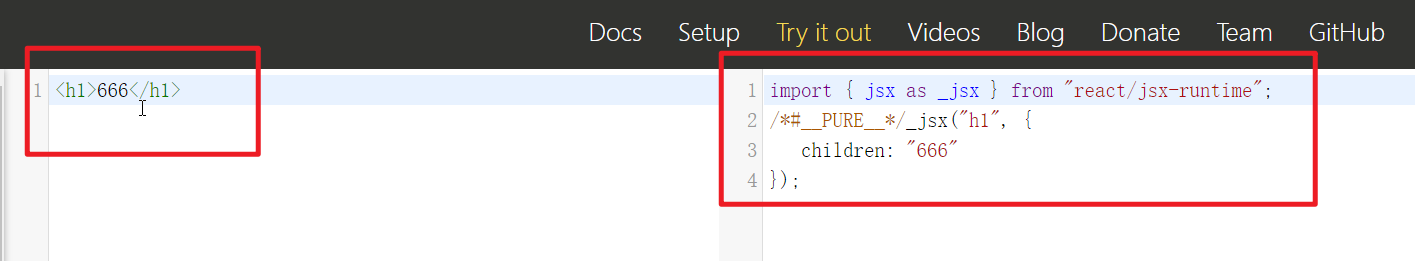 Docs Setup Try it out Videos Blog Donate Team GitHub
1 <h1>666</h1>
1 import { jsx as _jsx } from "react/jsx-runtime";
2 /*#__PURE__*/_jsx("h1", {
3 children: "666"
4 });